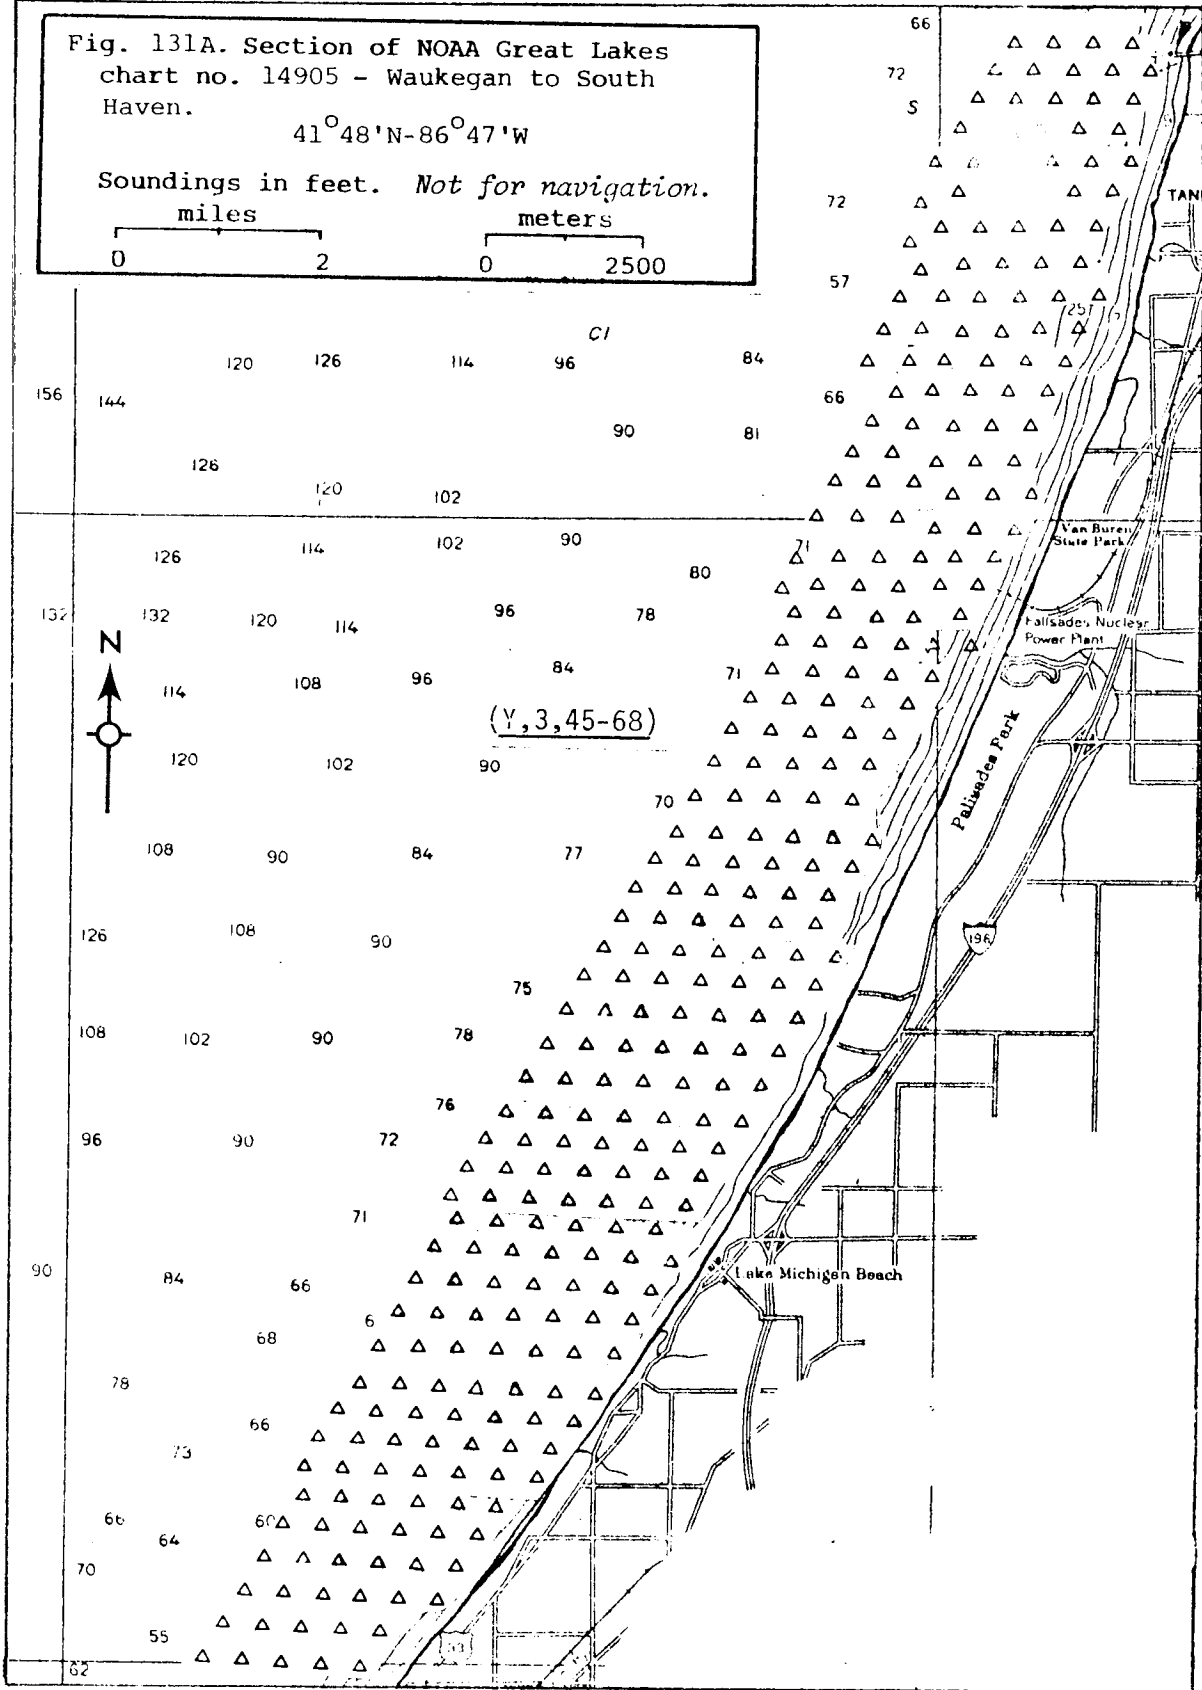 Fig. 131A. Section of NOAA Great Lakes
chart no. 14905 - Waukegan to South
Haven.
41°48'N-86°47'W
Soundings in feet. Not for navigation.
miles meters
0 2 0 2500
66
72
S
72
TAN
57
25
Cl
120 126 114 96 84
156 144 66
90 81
126
120 102
Van Buren
State Park
126 114 102 90 71
80
132 132 120 114 96 78
Palisades Nuclear
Power Plant
N
114 108 96 84 71
(Y,3,45-68)
120 102 90
Palisades Park
70
108 90 84 77
126 108 90
196
75
108 102 90 78
76
96 90 72
71
90 84 66
Lake Michigan Beach
6
68
78
66
73
66 64 60
70
55
33
62